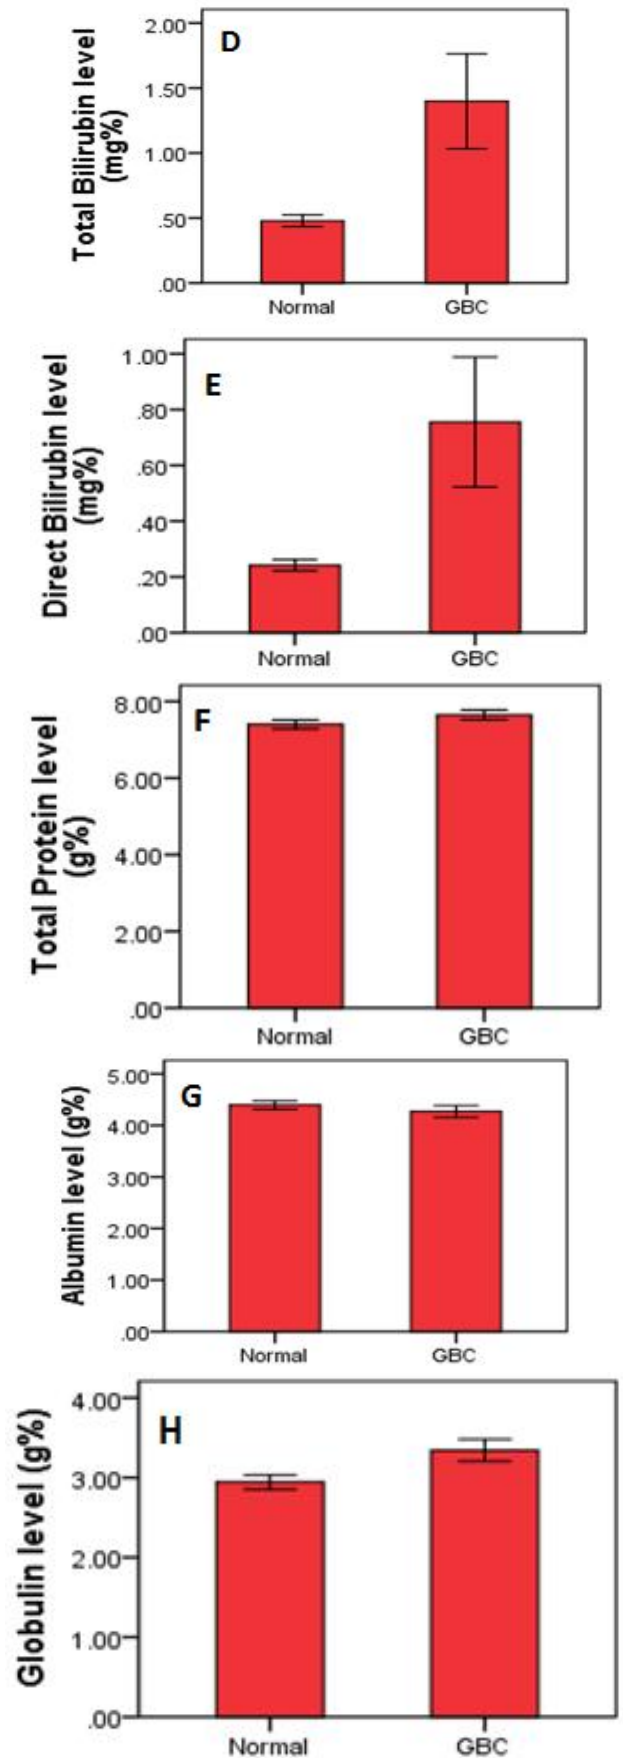 D
Total Bilirubin level
(mg%)
2.00
1.50
1.00
.50
.00
Normal GBC
E
Direct Bilirubin level
(mg%)
1.00
.80
.60
.40
.20
.00
Normal GBC
F
Total Protein level
(g%)
8.00
6.00
4.00
2.00
.00
Normal GBC
G
Albumin level (g%)
5.00
4.00
3.00
2.00
1.00
.00
Normal GBC
H
Globulin level (g%)
4.00
3.00
2.00
1.00
.00
Normal GBC